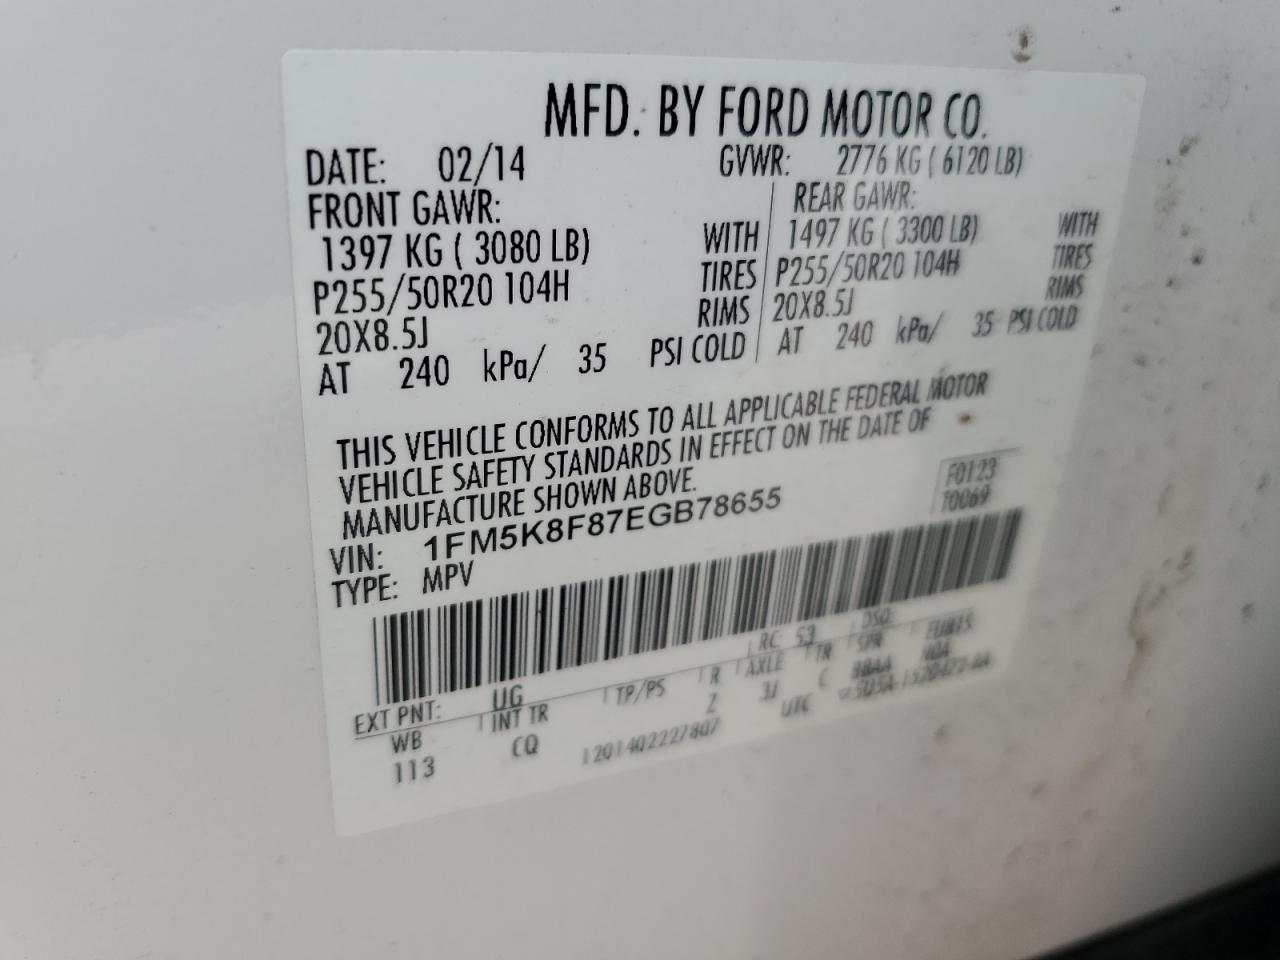 MFD. BY FORD MOTOR CO.
DATE: 02/14 GVWR: 2776 KG ( 6120 LB)
FRONT GAWR: REAR GAWR:
1397 KG ( 3080 LB) WITH 1497 KG ( 3300 LB) WITH
P255/50R20 104H TIRES P255/50R20 104H TIRES
20X8.5J RIMS 20X8.5J RIMS
AT 240 kPa/ 35 PSI COLD AT 240 kPa/ 35 PSI COLD
THIS VEHICLE CONFORMS TO ALL APPLICABLE FEDERAL MOTOR
VEHICLE SAFETY STANDARDS IN EFFECT ON THE DATE OF
MANUFACTURE SHOWN ABOVE.
F0123
T0069
VIN: 1FM5K8F87EGB78655
TYPE: MPV
EXT PNT: UG RC: 53 DSO:
WB INT TR TP/PS R AXLE TR SPR
113 CQ Z 3J C
1201402227807 UTC